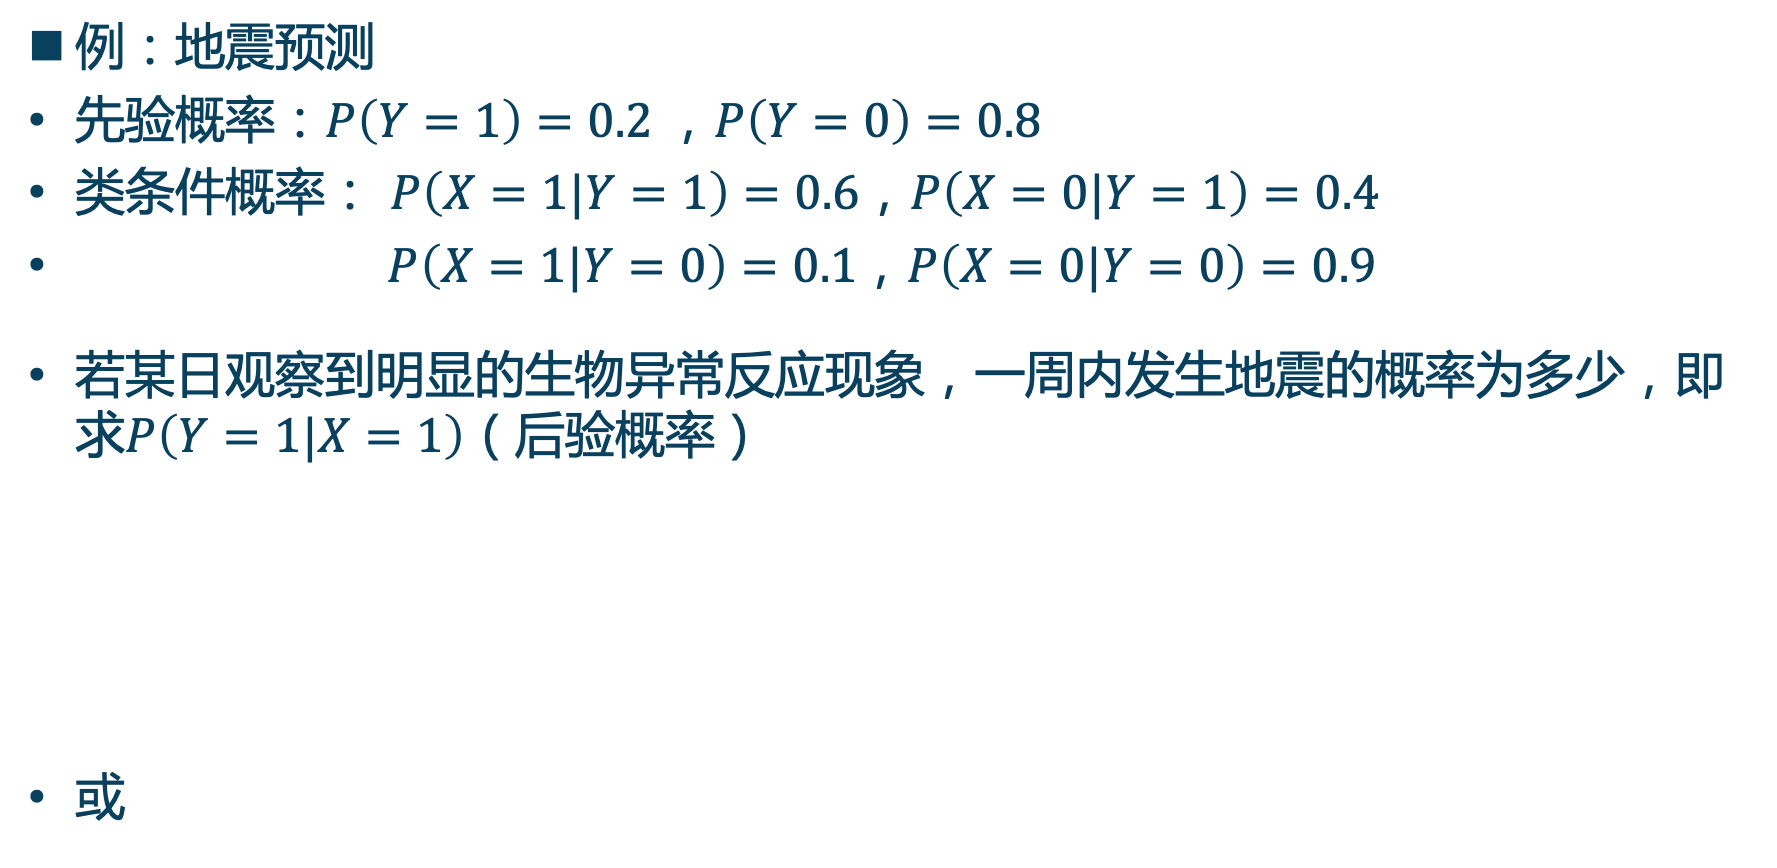 ■ 例：地震预测
• 先验概率：P(Y = 1) = 0.2 ，P(Y = 0) = 0.8
• 类条件概率： P(X = 1|Y = 1) = 0.6，P(X = 0|Y = 1) = 0.4
• P(X = 1|Y = 0) = 0.1，P(X = 0|Y = 0) = 0.9
• 若某日观察到明显的生物异常反应现象，一周内发生地震的概率为多少，即
求P(Y = 1|X = 1)（后验概率）
• 或